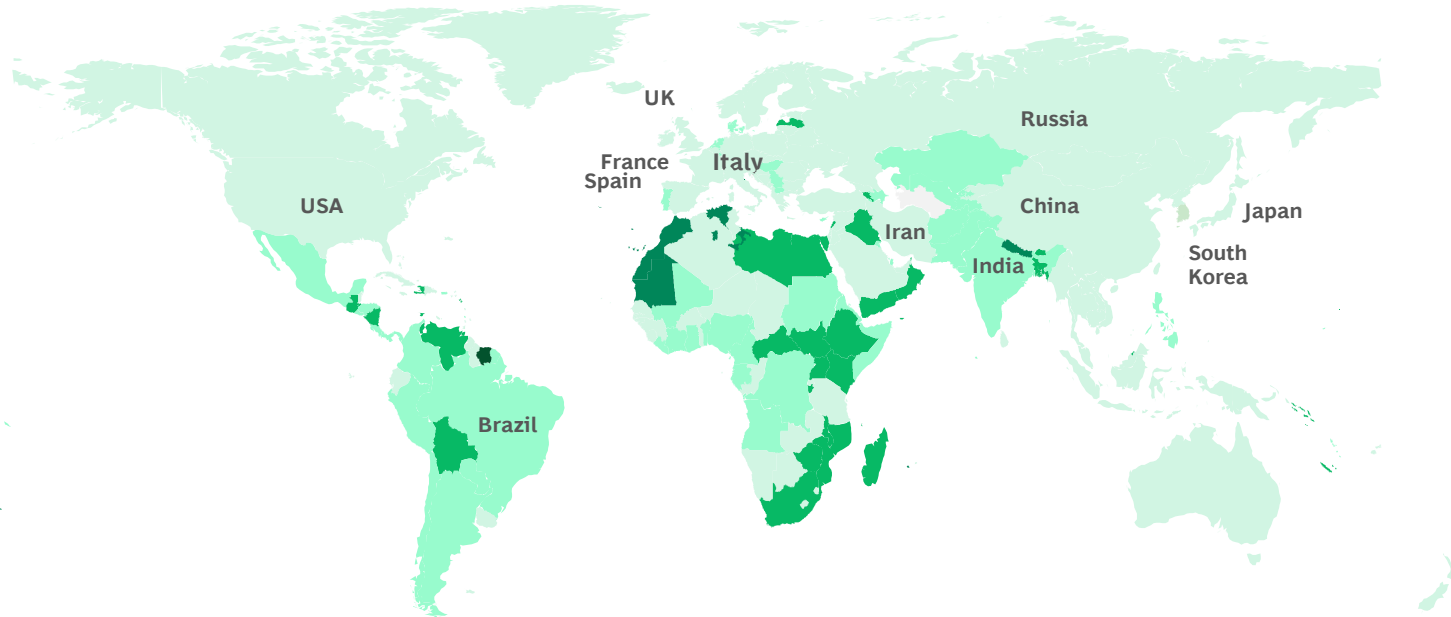 UK
Russia
France
Italy
Spain
USA
China
Japan
Iran
South
Korea
India
Brazil